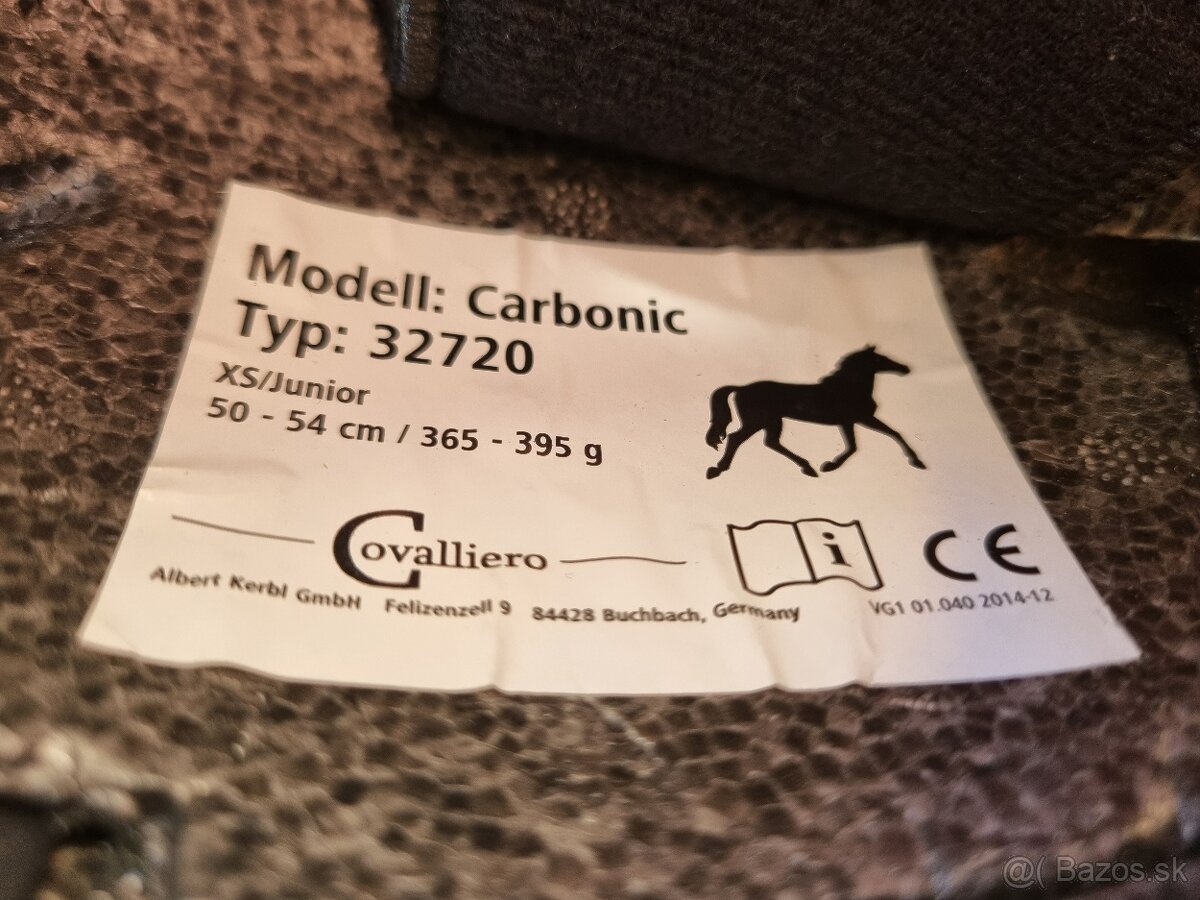 Modell: Carbonic
Typ: 32720
XS/Junior
50 - 54 cm / 365 - 395 g
Covalliero
i
CE
Albert Kerbl GmbH Felizenzell 9 84428 Buchbach, Germany
VG1 01.040 2014-12
@( Bazos.sk